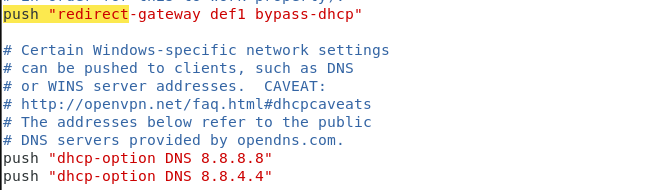 push "redirect-gateway def1 bypass-dhcp"
# Certain Windows-specific network settings
# can be pushed to clients, such as DNS
# or WINS server addresses.  CAVEAT:
# http://openvpn.net/faq.html#dhcpcaveats
# The addresses below refer to the public
# DNS servers provided by opendns.com.
push "dhcp-option DNS 8.8.8.8"
push "dhcp-option DNS 8.8.4.4"